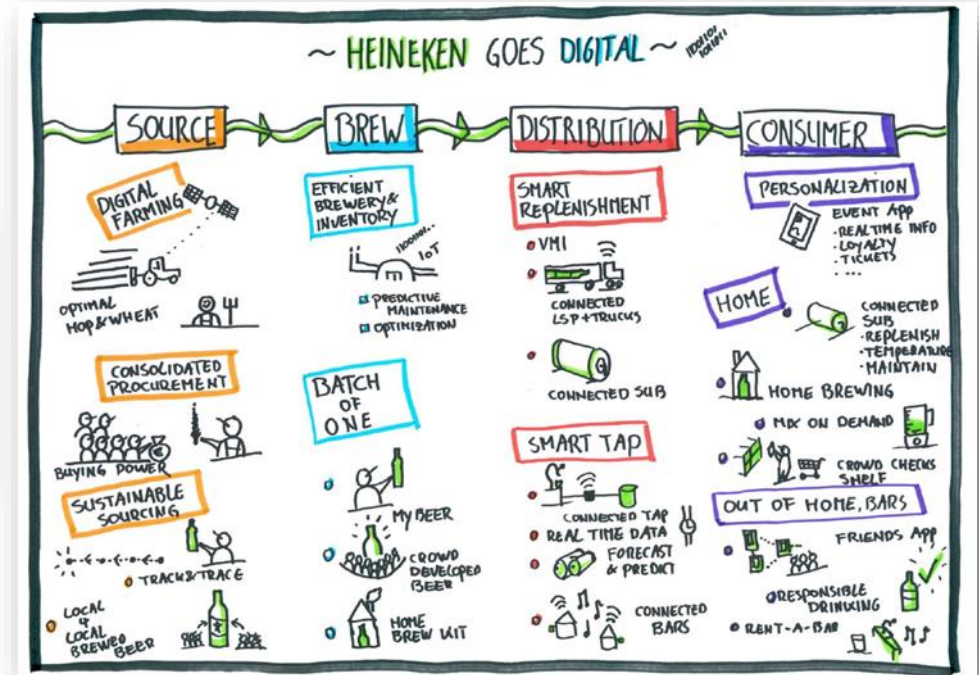 ~ HEINEKEN GOES DIGITAL ~
SOURCE
DIGITAL
FARMING
OPTIMAL
HOP & WHEAT
CONSOLIDATED
PROCUREMENT
BUYING POWER
SUSTAINABLE
SOURCING
TRACK & TRACE
LOCAL
4
LOCAL
BREWED
BEER
BREW
EFFICIENT
BREWERY &
INVENTORY
IoT
PREDICTIVE
MAINTENANCE
OPTIMIZATION
BATCH
OF
ONE
MY BEER
CROWD
DEVELOPED
BEER
HOME
BREW KIT
DISTRIBUTION
SMART
REPLENISHMENT
VMI
CONNECTED
LSP + TRUCKS
CONNECTED SUB
SMART TAP
CONNECTED TAP
REAL TIME DATA
FORECAST
& PREDICT
CONNECTED
BARS
CONSUMER
PERSONALIZATION
EVENT APP
- REALTIME INFO
- LOYALTY
- TICKETS
- ...
HOME
CONNECTED
SUB
- REPLENISH
- TEMPERATURE
- MAINTAIN
HOME BREWING
MIX ON DEMAND
CROWD CHECKS
SHELF
OUT OF HOME, BARS
FRIENDS APP
RESPONSIBLE
DRINKING
RENT-A-BAR